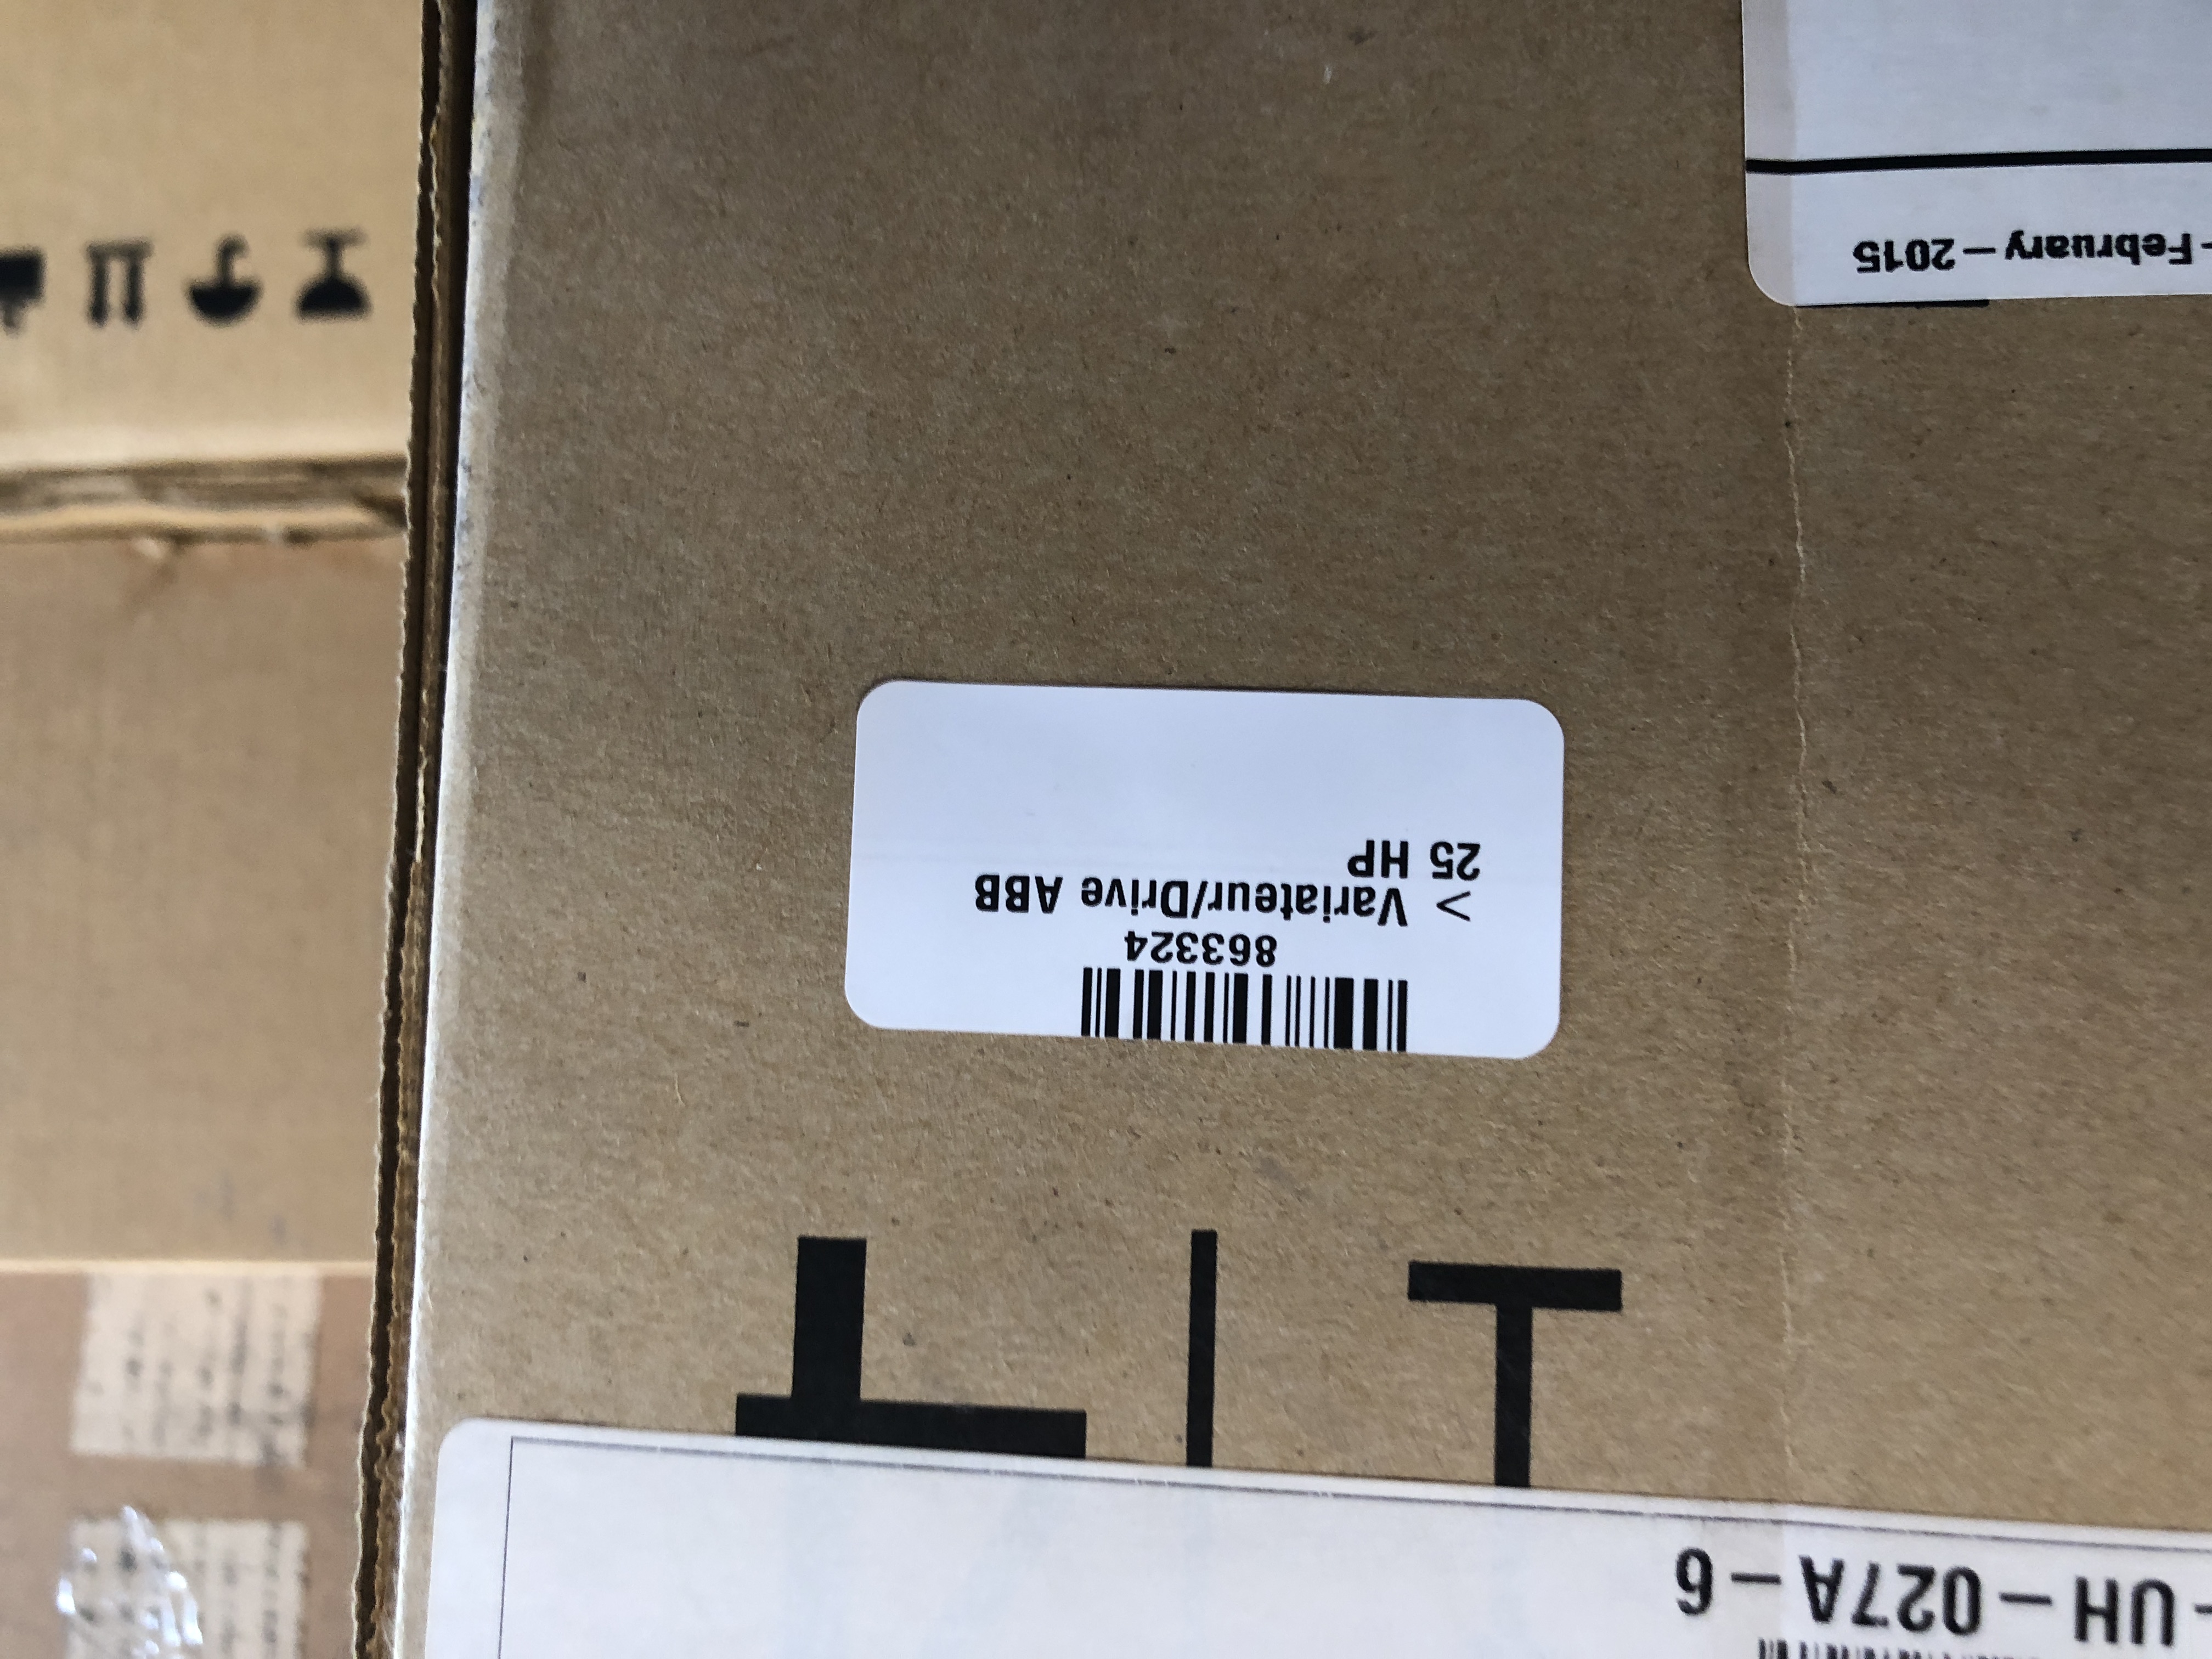 -UH-027A-6
863324
> Variateur/Drive ABB
25 HP
-February-2015